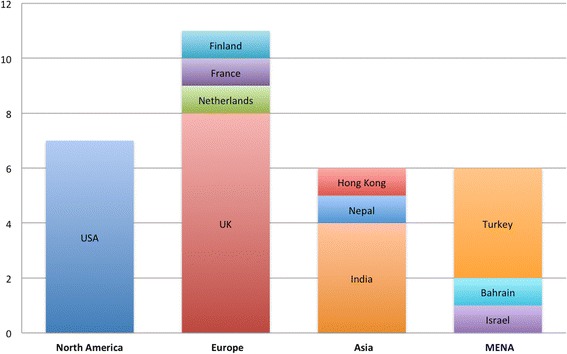 12
10
8
6
4
2
0
Finland
France
Netherlands
UK
USA
Hong Kong
Nepal
India
Turkey
Bahrain
Israel
North America
Europe
Asia
MENA